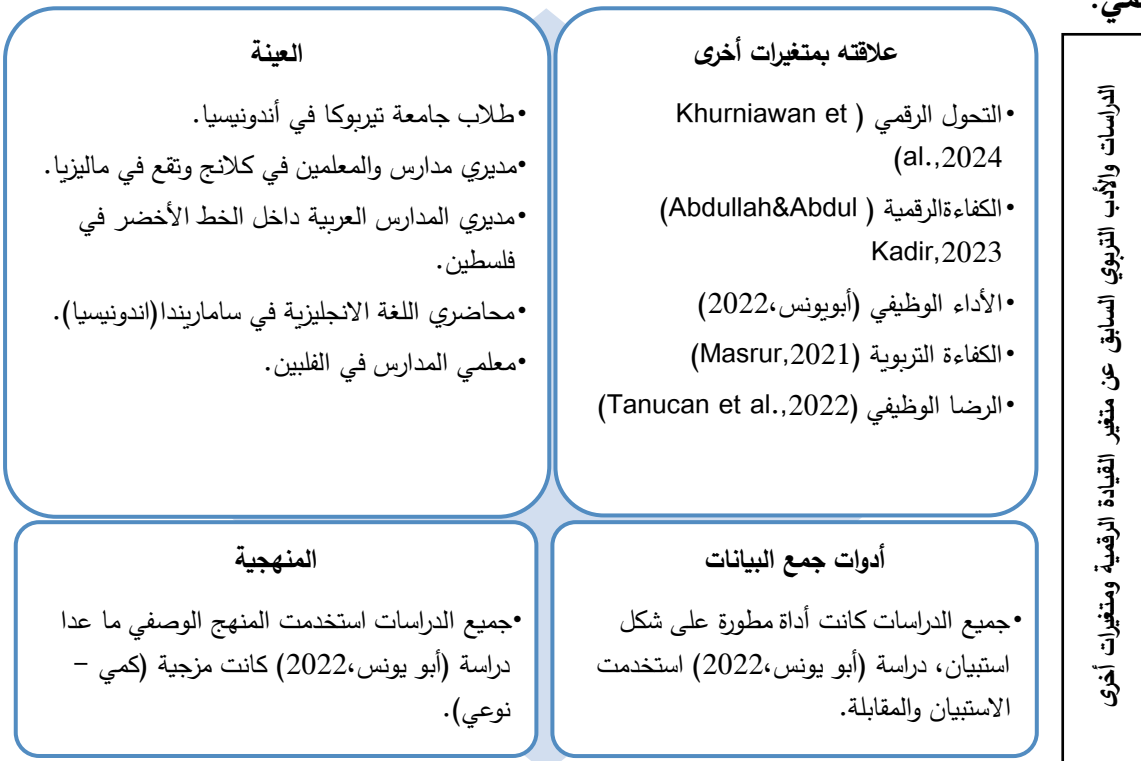 علاقته بمتغيرات أخرى
•التحول الرقمي ( Khurniawan et
al.,2024)
•الكفاءةالرقمية ( Abdullah&Abdul)
Kadir,2023
•الأداء الوظيفي (أبويونس،2022)
•الكفاءة التربوية (Masrur,2021)
•الرضا الوظيفي (Tanucan et al.,2022)
العينة
•طلاب جامعة تيربوكا في أندونيسيا.
•مديري مدارس والمعلمين في كلانج وتقع في ماليزيا.
•مديري المدارس العربية داخل الخط الأخضر في
فلسطين.
•محاضري اللغة الانجليزية في ساماريندا(اندونيسيا).
•معلمي المدارس في الفلبين.
أدوات جمع البيانات
•جميع الدراسات كانت أداة مطورة على شكل
استبيان، دراسة (أبو يونس،2022) استخدمت
الاستبيان والمقابلة.
المنهجية
•جميع الدراسات استخدمت المنهج الوصفي ما عدا
دراسة (أبو يونس،2022) كانت مزجية (كمي –
نوعي).
الدراسات والأدب التربوي السابق عن متغير القيادة الرقمية ومتغيرات أخرى